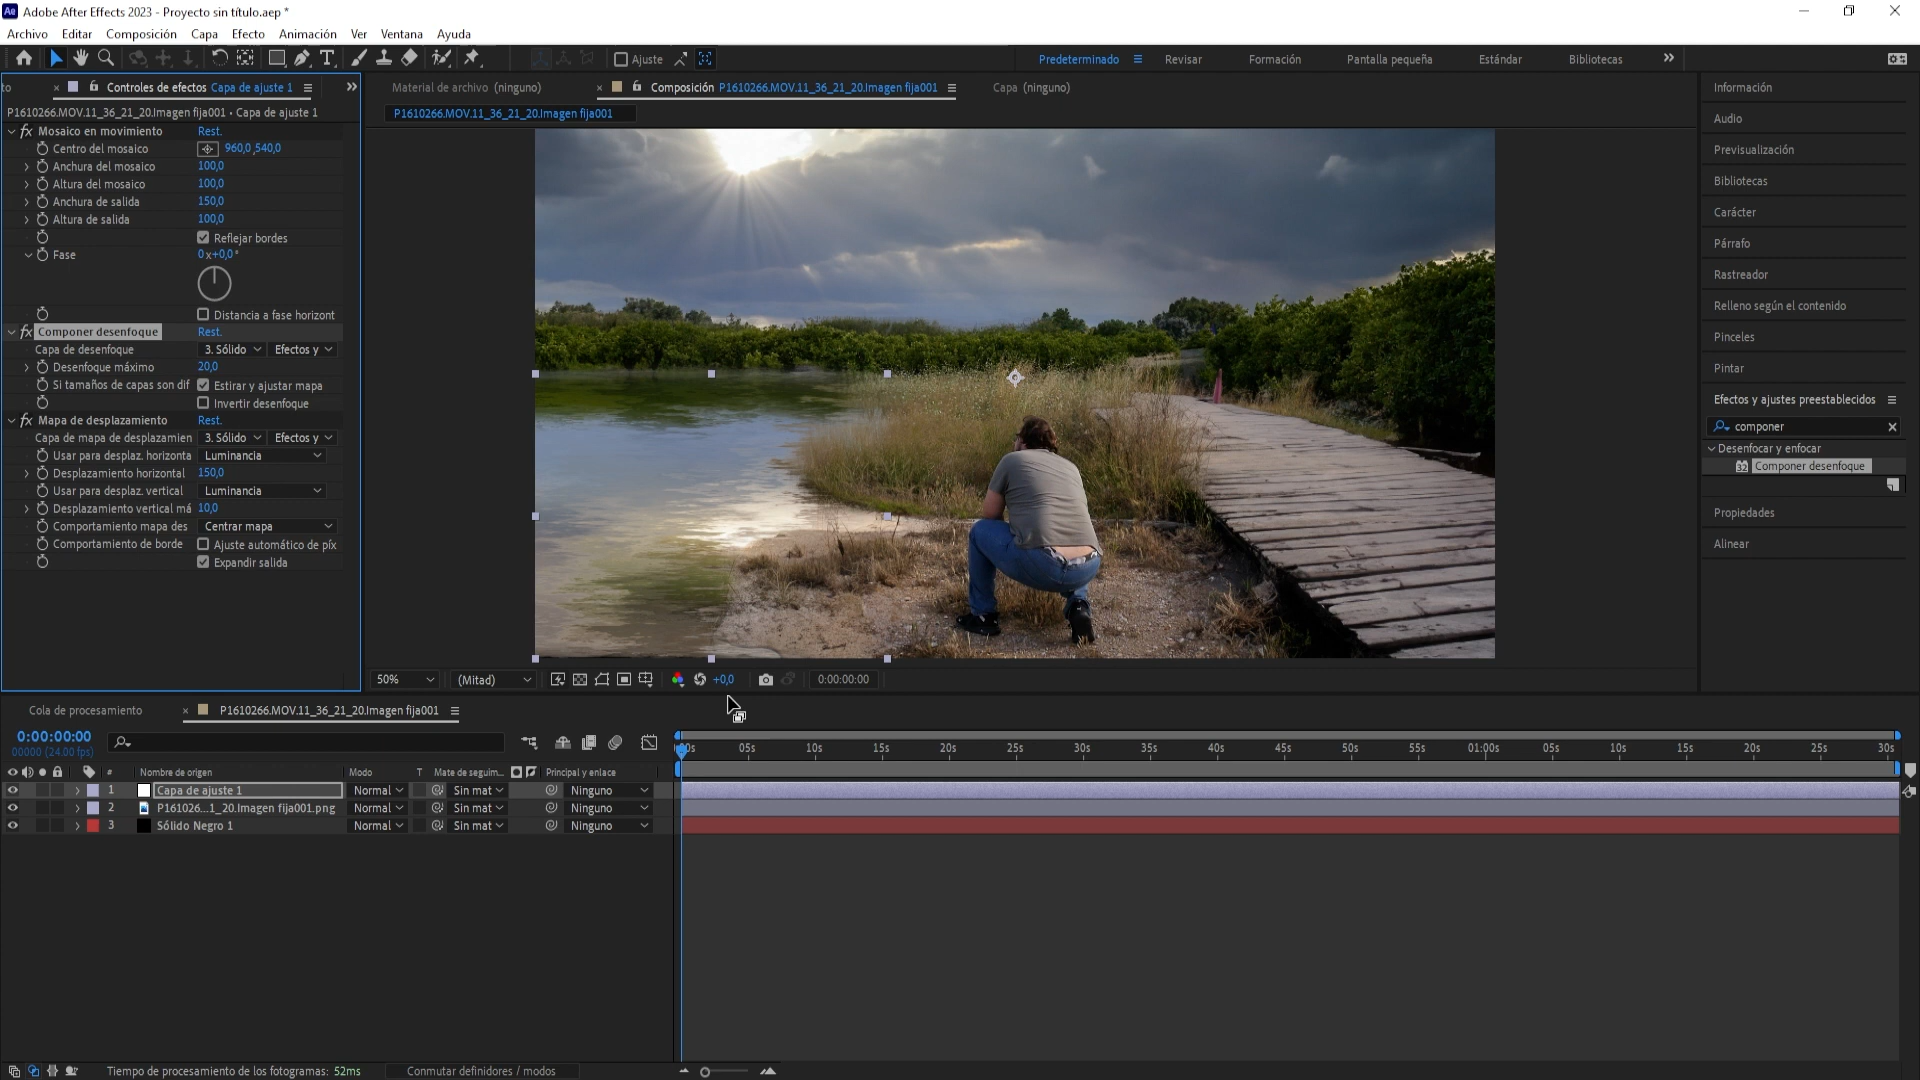 Adobe After Effects 2023 - Proyecto sin título.aep *
Archivo Editar Composición Capa Efecto Animación Ver Ventana Ayuda
Ajuste Predeterminado Revisar Formación Pantalla pequeña Estándar Bibliotecas
to × Controles de efectos Capa de ajuste 1
Material de archivo (ninguno) × Composición P1610266.MOV.11_36_21_20.Imagen fija001 Capa (ninguno)
P1610266.MOV.11_36_21_20.Imagen fija001 • Capa de ajuste 1
P1610266.MOV.11_36_21_20.Imagen fija001
fx Mosaico en movimiento Rest.
Centro del mosaico 960,0 ,540,0
Anchura del mosaico 100,0
Altura del mosaico 100,0
Anchura de salida 150,0
Altura de salida 100,0
Reflejar bordes
Fase 0 x+0,0°
Distancia a fase horizont
fx Componer desenfoque Rest.
Capa de desenfoque 3. Sólido Efectos y
Desenfoque máximo 20,0
Si tamaños de capas son dif Estirar y ajustar mapa
Invertir desenfoque
fx Mapa de desplazamiento Rest.
Capa de mapa de desplazamien 3. Sólido Efectos y
Usar para desplaz. horizonta Luminancia
Desplazamiento horizontal 150,0
Usar para desplaz. vertical Luminancia
Desplazamiento vertical má 10,0
Comportamiento mapa des Centrar mapa
Comportamiento de borde Ajuste automático de píx
Expandir salida
Información
Audio
Previsualización
Bibliotecas
Carácter
Párrafo
Rastreador
Relleno según el contenido
Pinceles
Pintar
Efectos y ajustes preestablecidos
componer
Desenfocar y enfocar
32 Componer desenfoque
Propiedades
Alinear
50% (Mitad) +0,0 0:00:00:00
Cola de procesamiento × P1610266.MOV.11_36_21_20.Imagen fija001
0:00:00:00
00000 (24.00 fps)
05s 10s 15s 20s 25s 30s 35s 40s 45s 50s 55s 01:00s 05s 10s 15s 20s 25s 30s
# Nombre de origen Modo T Mate de seguim... Principal y enlace
1 Capa de ajuste 1 Normal Sin mat Ninguno
2 P161026...1_20.Imagen fija001.png Normal Sin mat Ninguno
3 Sólido Negro 1 Normal Sin mat Ninguno
Tiempo de procesamiento de los fotogramas: 52ms Conmutar definidores / modos